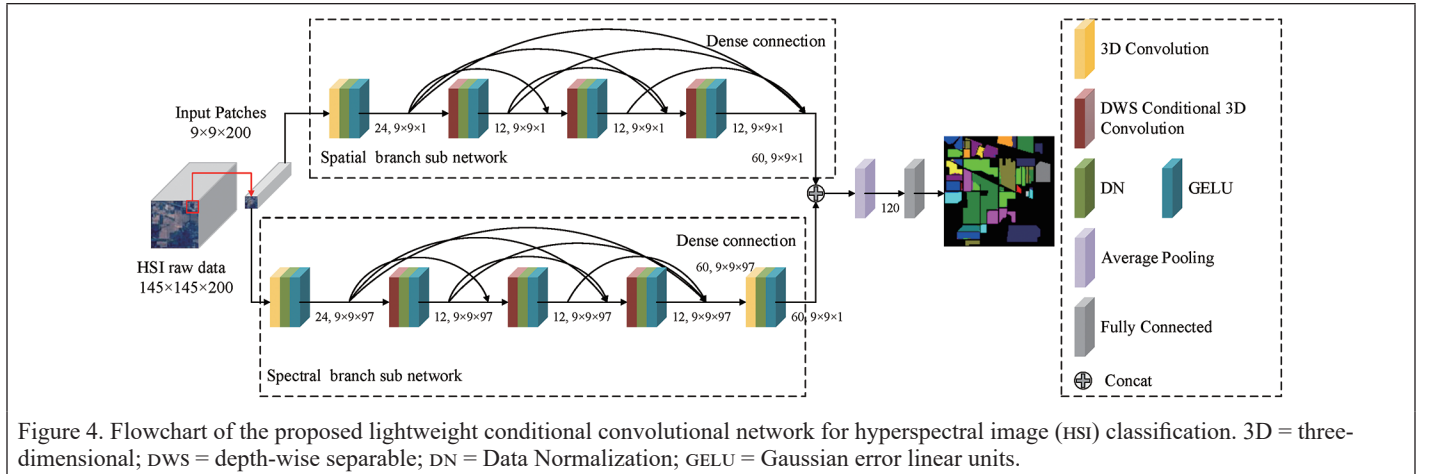 Dense connection
Input Patches
9×9×200
24, 9×9×1
12, 9×9×1
12, 9×9×1
12, 9×9×1
Spatial branch sub network
60, 9×9×1
120
HSI raw data
145×145×200
Dense connection
60, 9×9×97
24, 9×9×97
12, 9×9×97
12, 9×9×97
12, 9×9×97
60, 9×9×1
Spectral branch sub network
3D Convolution
DWS Conditional 3D
Convolution
DN
GELU
Average Pooling
Fully Connected
Concat
Figure 4. Flowchart of the proposed lightweight conditional convolutional network for hyperspectral image (HSI) classification. 3D = three-
dimensional; DWS = depth-wise separable; DN = Data Normalization; GELU = Gaussian error linear units.